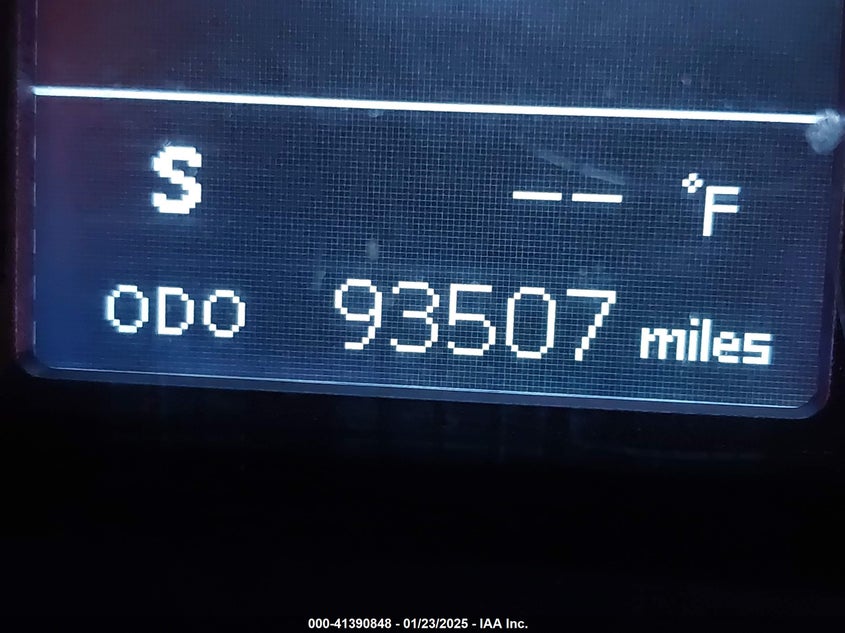 S -- °F
ODO 93507 miles
000-41390848 - 01/23/2025 - IAA Inc.